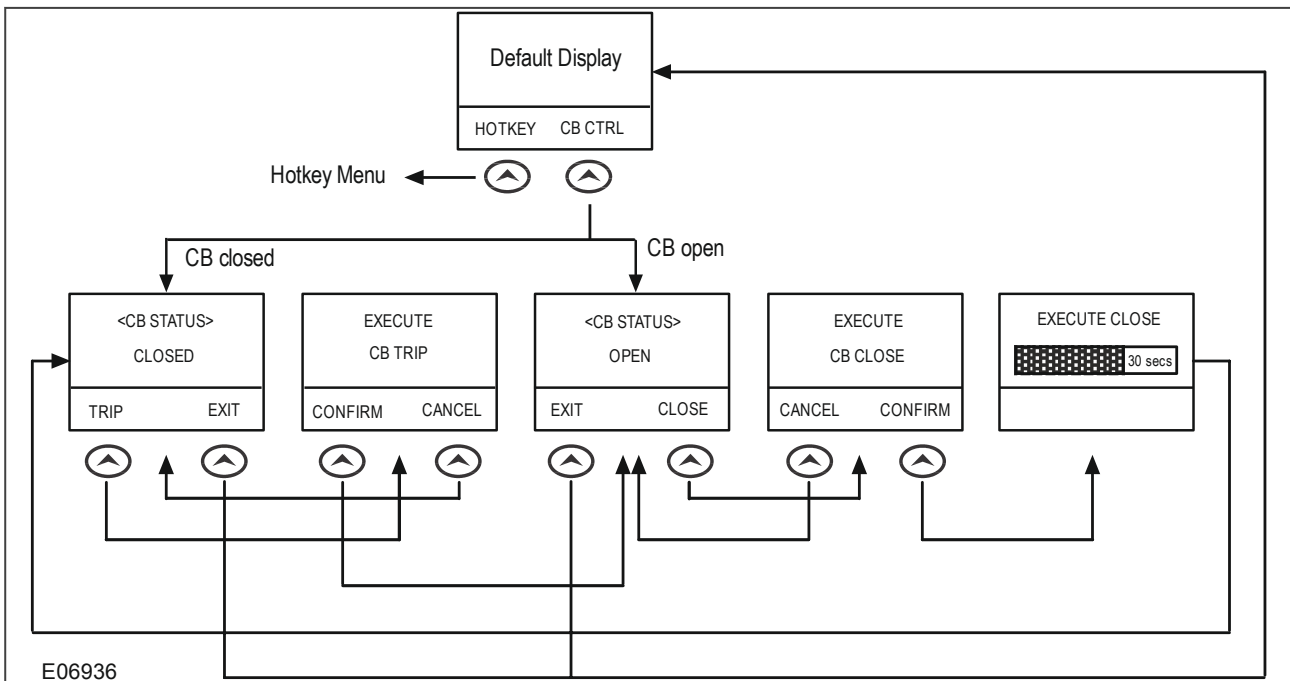 Default Display
HOTKEY CB CTRL
Hotkey Menu
CB closed
CB open
<CB STATUS>
CLOSED
TRIP EXIT
EXECUTE
CB TRIP
CONFIRM CANCEL
<CB STATUS>
OPEN
EXIT CLOSE
EXECUTE
CB CLOSE
CANCEL CONFIRM
EXECUTE CLOSE
30 secs
E06936